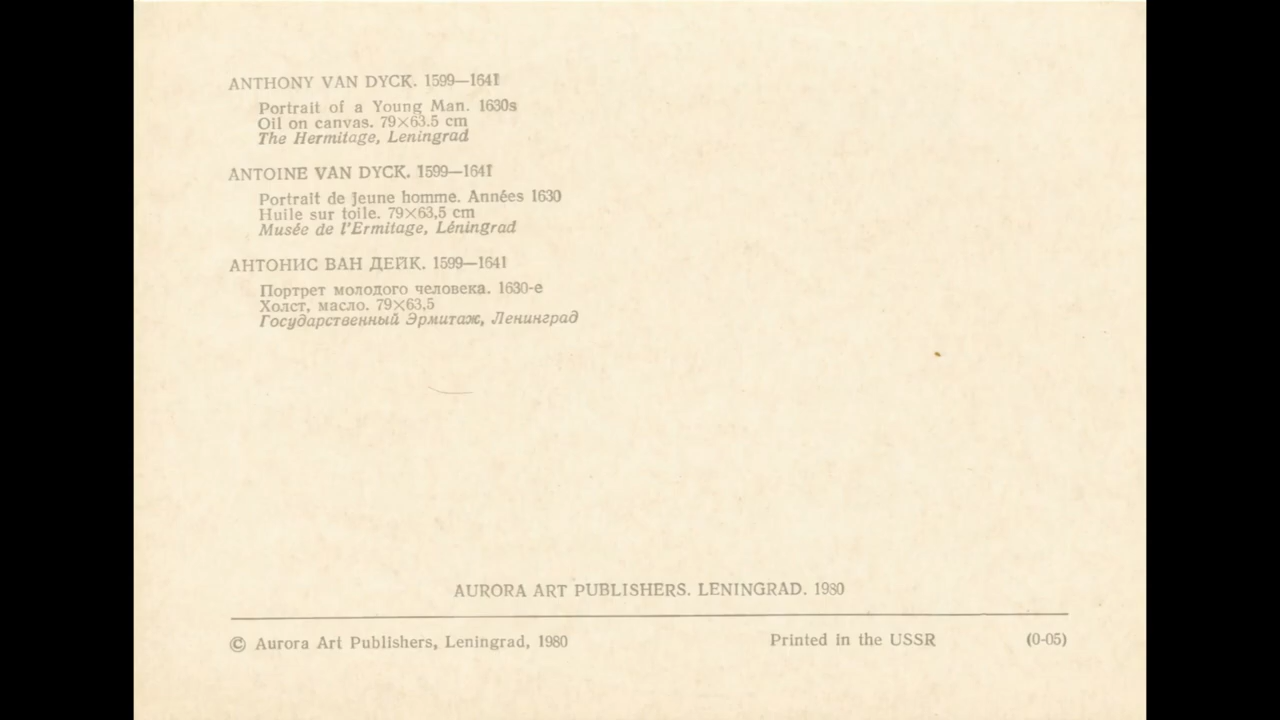 ANTHONY VAN DYCK. 1599—1641
Portrait of a Young Man. 1630s
Oil on canvas. 79×63.5 cm
The Hermitage, Leningrad
ANTOINE VAN DYCK. 1599—1641
Portrait de Jeune homme. Années 1630
Huile sur toile. 79×63,5 cm
Musée de l'Ermitage, Léningrad
АНТОНИС ВАН ДЕЙК. 1599—1641
Портрет молодого человека. 1630-е
Холст, масло. 79×63,5
Государственный Эрмитаж, Ленинград
AURORA ART PUBLISHERS. LENINGRAD. 1980
© Aurora Art Publishers, Leningrad, 1980 Printed in the USSR (0-05)